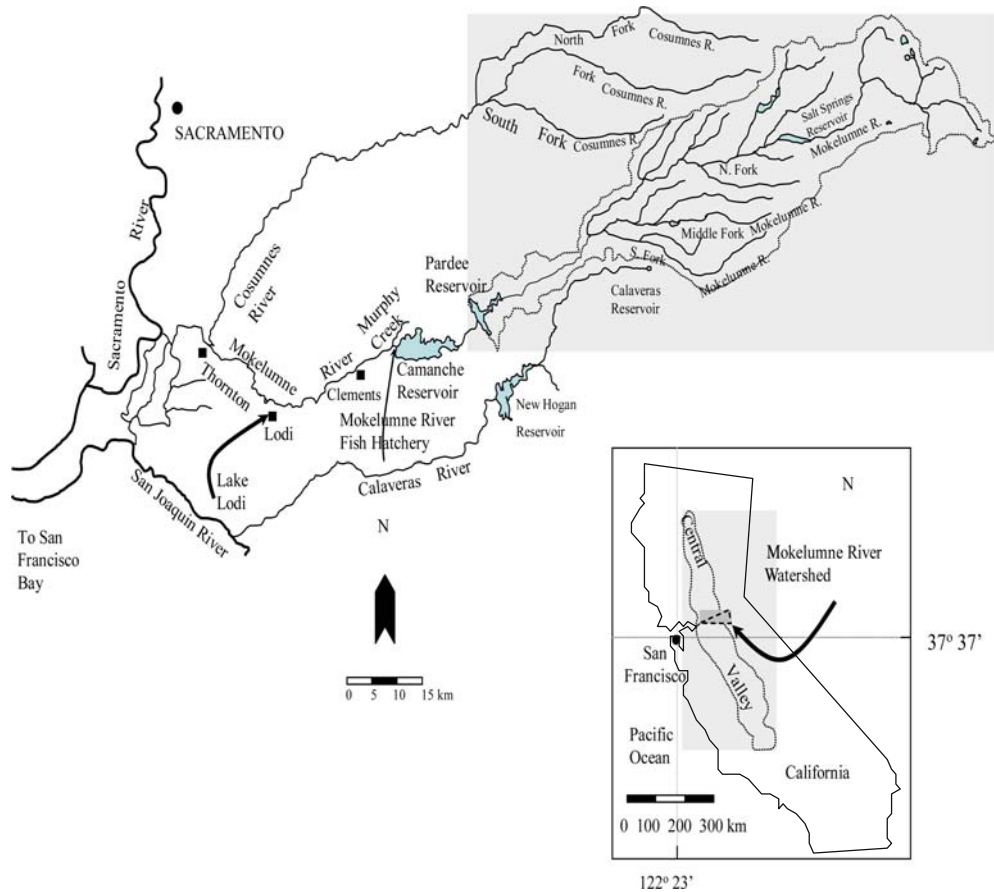 North Fork Cosumnes R.
Fork Cosumnes R.
South Fork Cosumnes R.
Salt Springs
Reservoir
Mokelumne R.
N. Fork
Middle Fork Mokelumne R.
S. Fork
Mokelumne R.
SACRAMENTO
Sacramento River
Cosumnes
River
Pardee
Reservoir
Calaveras
Reservoir
Murphy
Creek
Mokelumne River
Thornton
Clements
Camanche
Reservoir
Lodi
Mokelumne River
Fish Hatchery
New Hogan
Reservoir
Lake
Lodi
Calaveras River
San Joaquin River
To San
Francisco
Bay
N
0 5 10 15 km
N
Central
Valley
Mokelumne River
Watershed
37º 37’
San
Francisco
Pacific
Ocean
California
0 100 200 300 km
122º 23’